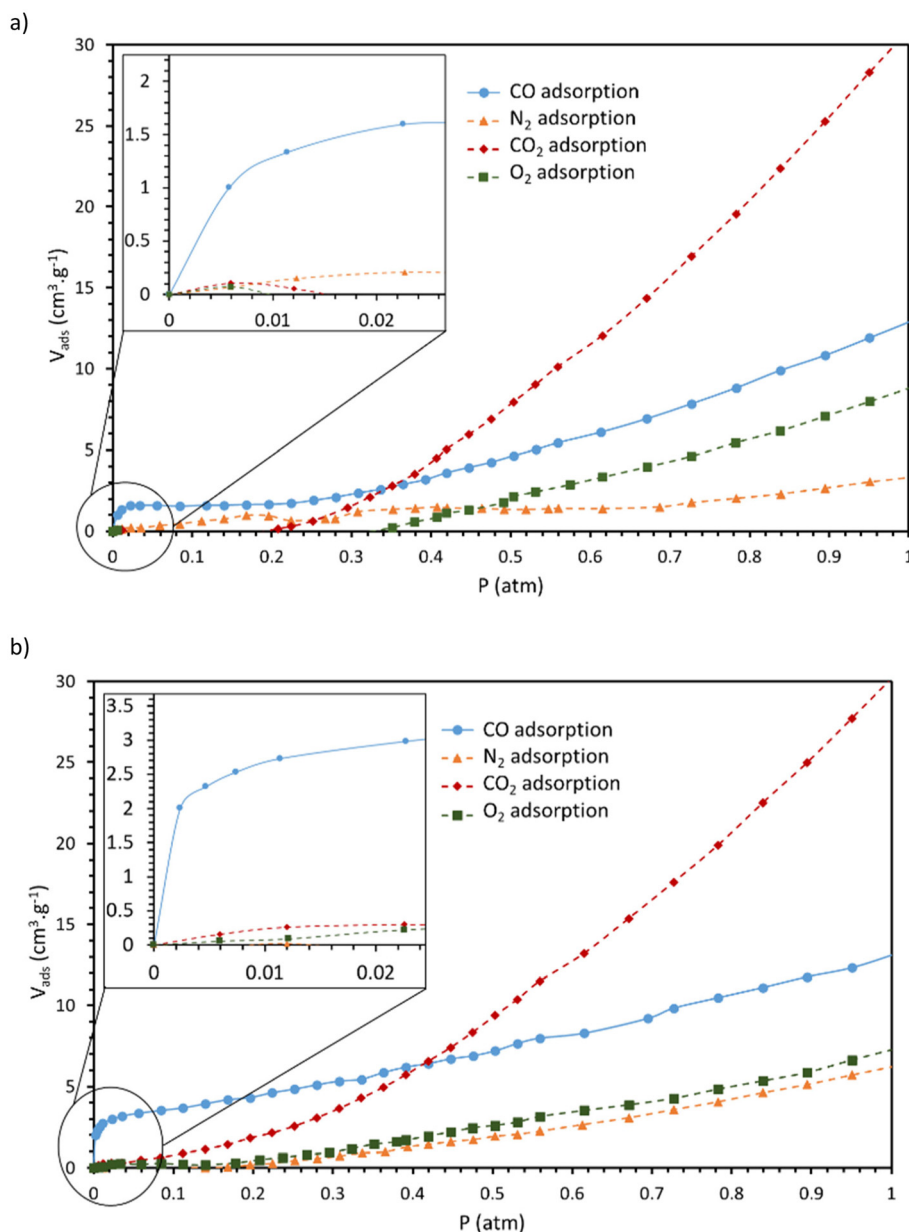 a)
30
25
20
15
10
5
0
V_ads (cm³.g⁻¹)
2
1.5
1
0.5
0
0
0.01
0.02
CO adsorption
N₂ adsorption
CO₂ adsorption
O₂ adsorption
0 0.1 0.2 0.3 0.4 0.5 0.6 0.7 0.8 0.9 1
P (atm)
b)
30
25
20
15
10
5
0
V_ads (cm³.g⁻¹)
3.5
3
2.5
2
1.5
1
0.5
0
0 0.01 0.02
CO adsorption
N₂ adsorption
CO₂ adsorption
O₂ adsorption
0 0.1 0.2 0.3 0.4 0.5 0.6 0.7 0.8 0.9 1
P (atm)